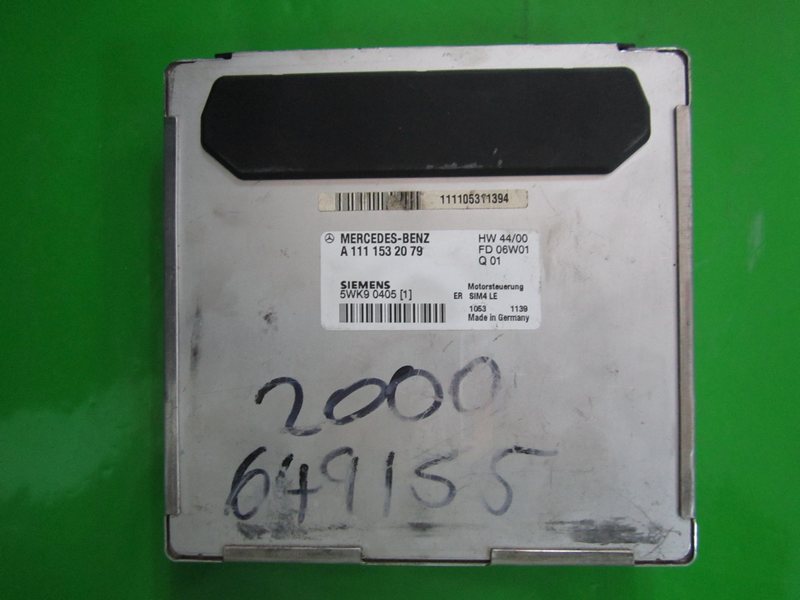 111105311394
MERCEDES-BENZ
A 111 153 20 79
HW 44/00
FD 06W01
Q 01
SIEMENS
5WK9 0405 [1]
Motorsteuerung
ER SIM4 LE
1053 1139
Made in Germany
2000
649155